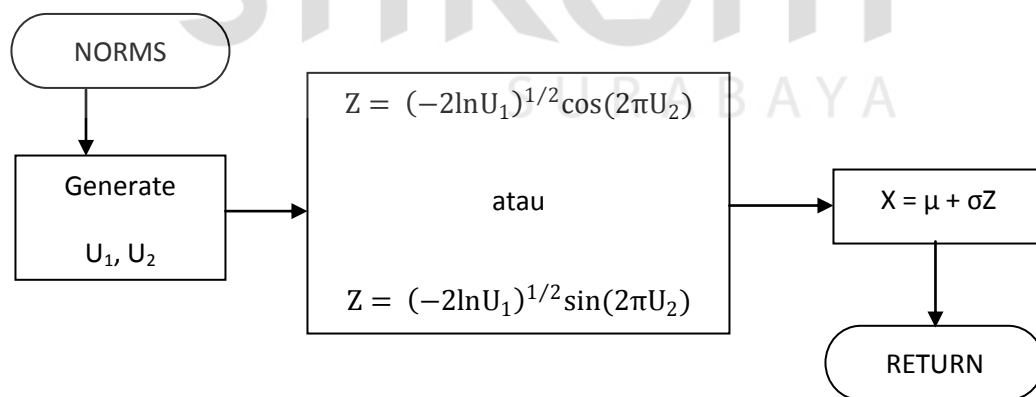 NORMS
Generate
U₁, U₂
Z = (−2lnU₁)^{1/2}cos(2πU₂)
atau
Z = (−2lnU₁)^{1/2}sin(2πU₂)
X = µ + σZ
RETURN
SURABAYA